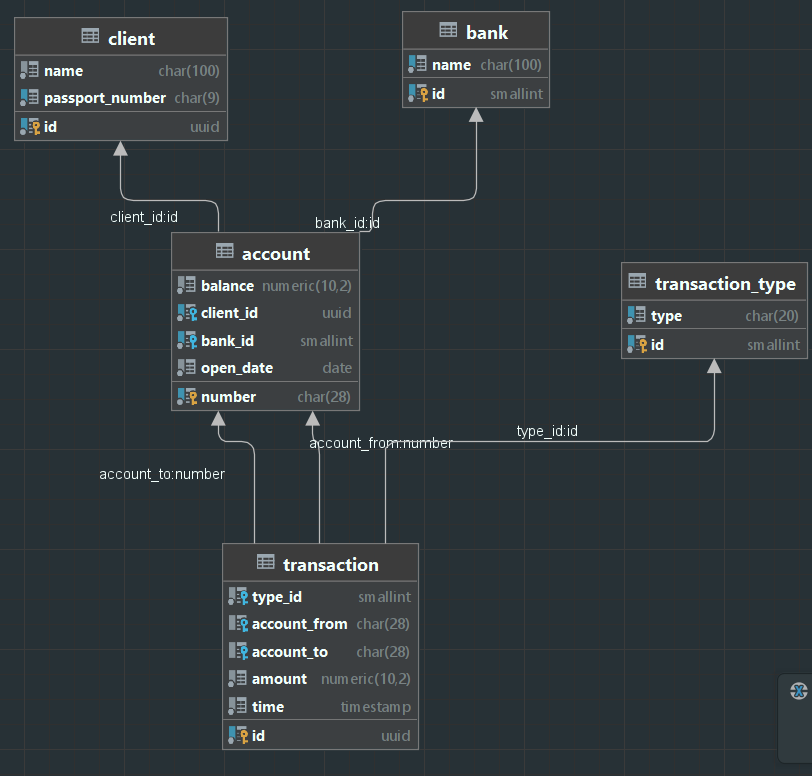 client
name char(100)
passport_number char(9)
id uuid
bank
name char(100)
id smallint
client_id:id
bank_id:id
account
balance numeric(10,2)
client_id uuid
bank_id smallint
open_date date
number char(28)
transaction_type
type char(20)
id smallint
type_id:id
account_from:number
account_to:number
transaction
type_id smallint
account_from char(28)
account_to char(28)
amount numeric(10,2)
time timestamp
id uuid